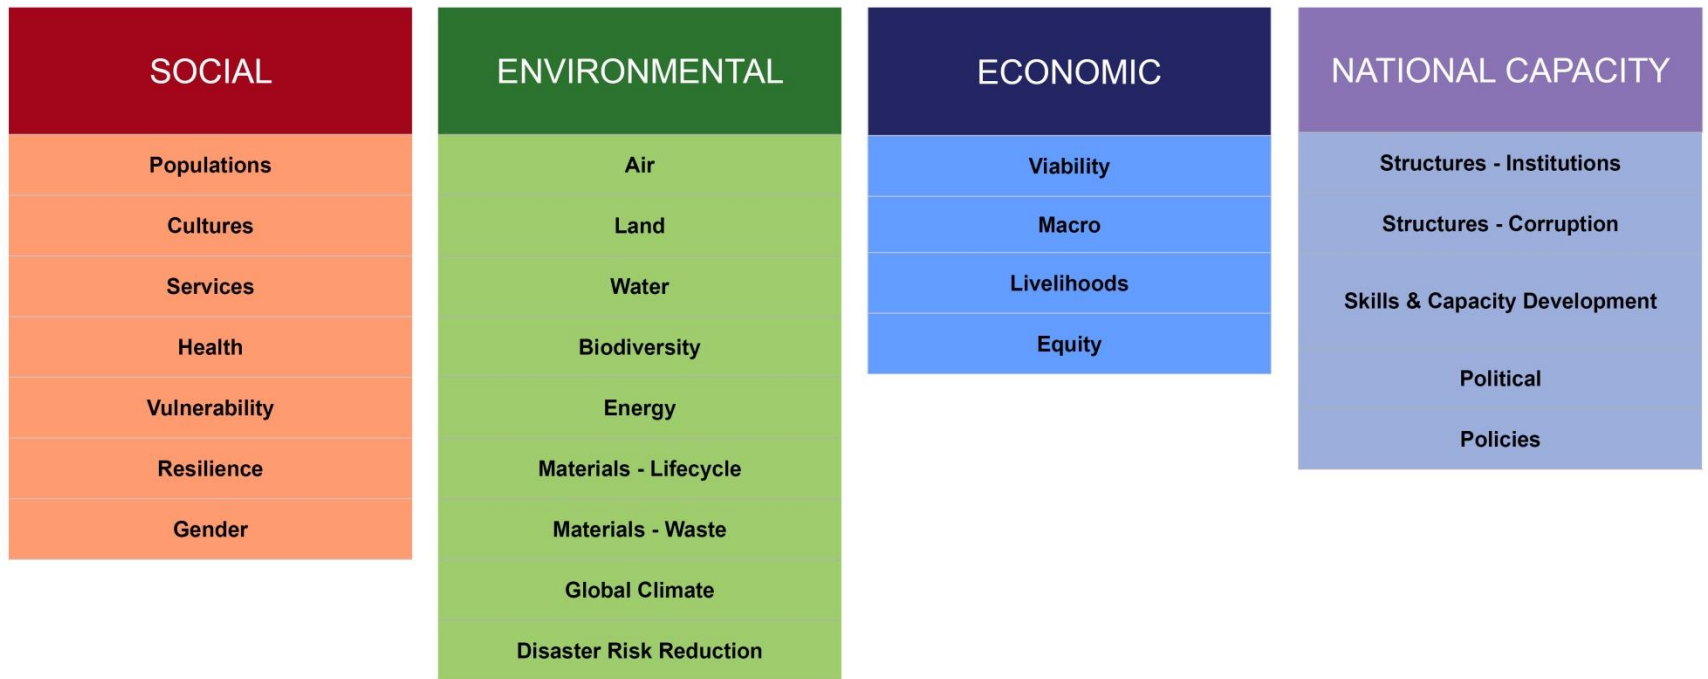 SOCIAL
Populations
Cultures
Services
Health
Vulnerability
Resilience
Gender
ENVIRONMENTAL
Air
Land
Water
Biodiversity
Energy
Materials - Lifecycle
Materials - Waste
Global Climate
Disaster Risk Reduction
ECONOMIC
Viability
Macro
Livelihoods
Equity
NATIONAL CAPACITY
Structures - Institutions
Structures - Corruption
Skills & Capacity Development
Political
Policies